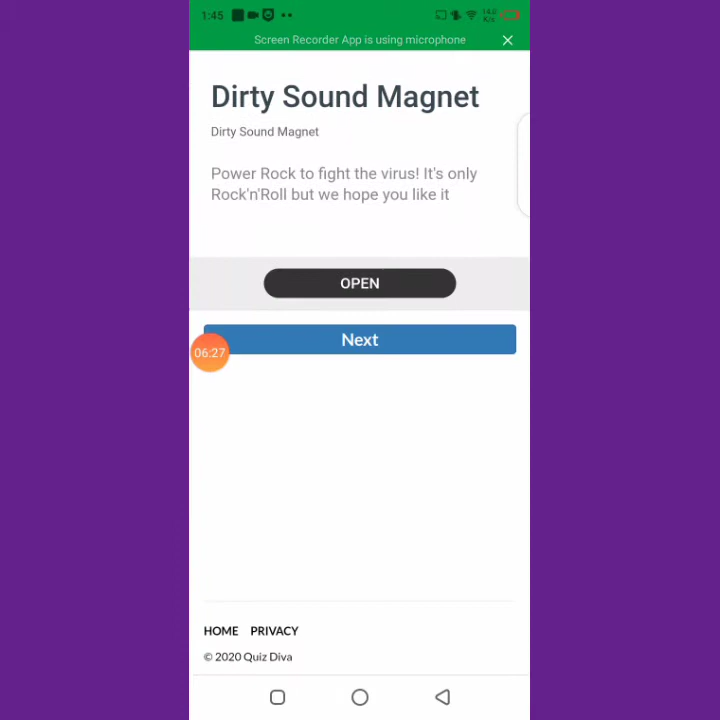 1:45
14.0
K/s
Screen Recorder App is using microphone
Dirty Sound Magnet
Dirty Sound Magnet
Power Rock to fight the virus! It's only
Rock'n'Roll but we hope you like it
OPEN
Next
06:27
HOME PRIVACY
© 2020 Quiz Diva